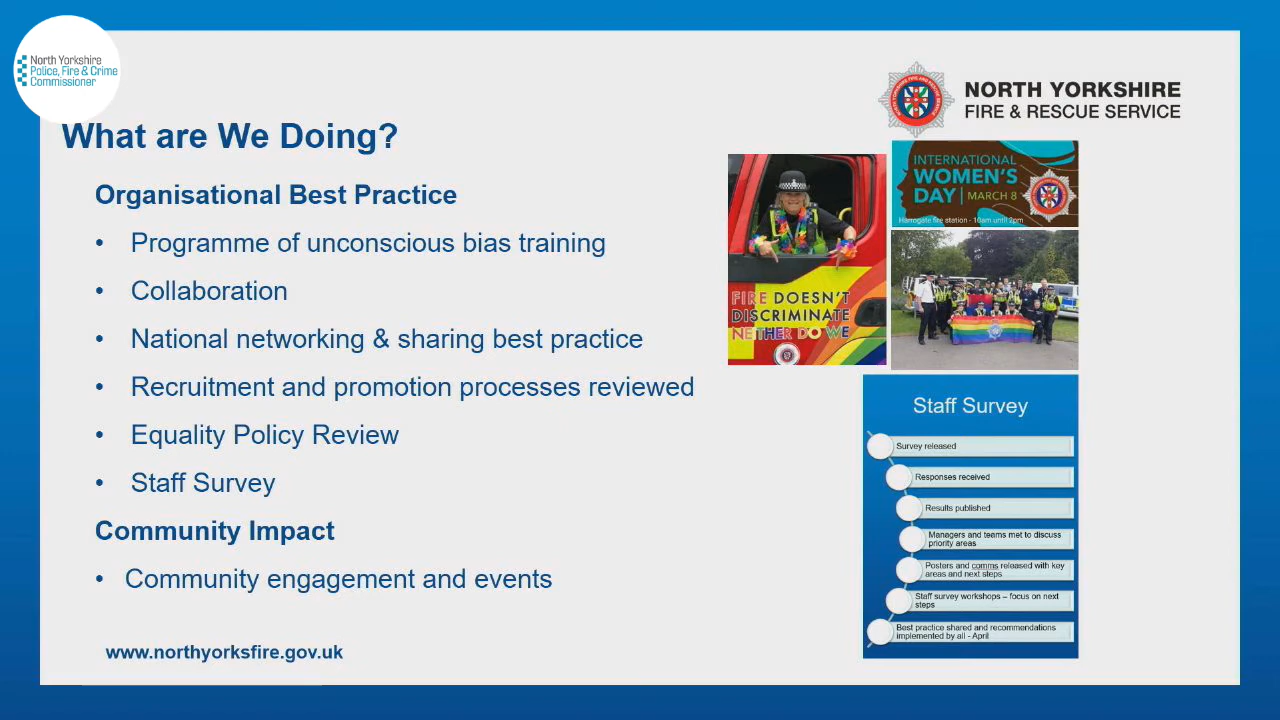 North Yorkshire
Police, Fire & Crime
Commissioner
NORTH YORKSHIRE
FIRE & RESCUE SERVICE
What are We Doing?
Organisational Best Practice
• Programme of unconscious bias training
• Collaboration
• National networking & sharing best practice
• Recruitment and promotion processes reviewed
• Equality Policy Review
• Staff Survey
Community Impact
• Community engagement and events
www.northyorksfire.gov.uk
FIRE DOESN'T
DISCRIMINATE
NEITHER DO WE
INTERNATIONAL
WOMEN'S
DAY | MARCH 8
Harrogate fire station - 10am until 2pm
Staff Survey
Survey released
Responses received
Results published
Managers and teams met to discuss
priority areas
Posters and comms released with key
areas and next steps
Staff survey workshops – focus on next
steps
Best practice shared and recommendations
implemented by all - April